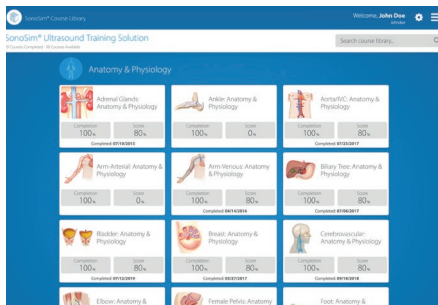 SonoSim® Course Library
Welcome, John Doe
SonoSim® Ultrasound Training Solution
Search course library...
Anatomy & Physiology
Adrenal Glands: Anatomy & Physiology
Completion Score
100% 80%
Completed 07/10/2015
Ankle: Anatomy & Physiology
Completion Score
100% 0%
Aorta/IVC: Anatomy & Physiology
Completion Score
100% 80%
Completed 07/25/2017
Arm-Arterial: Anatomy & Physiology
Completion Score
100% 0%
Arm-Venous: Anatomy & Physiology
Completion Score
100% 80%
Completed 04/14/2016
Biliary Tree: Anatomy & Physiology
Completion Score
100% 80%
Completed 07/06/2017
Bladder: Anatomy & Physiology
Completion Score
100% 80%
Completed 07/12/2019
Breast: Anatomy & Physiology
Completion Score
100% 80%
Completed 03/27/2017
Cerebrovascular: Anatomy & Physiology
Completion Score
100% 80%
Completed 09/18/2018
Elbow: Anatomy &
Female Pelvis: Anatomy
Foot: Anatomy &